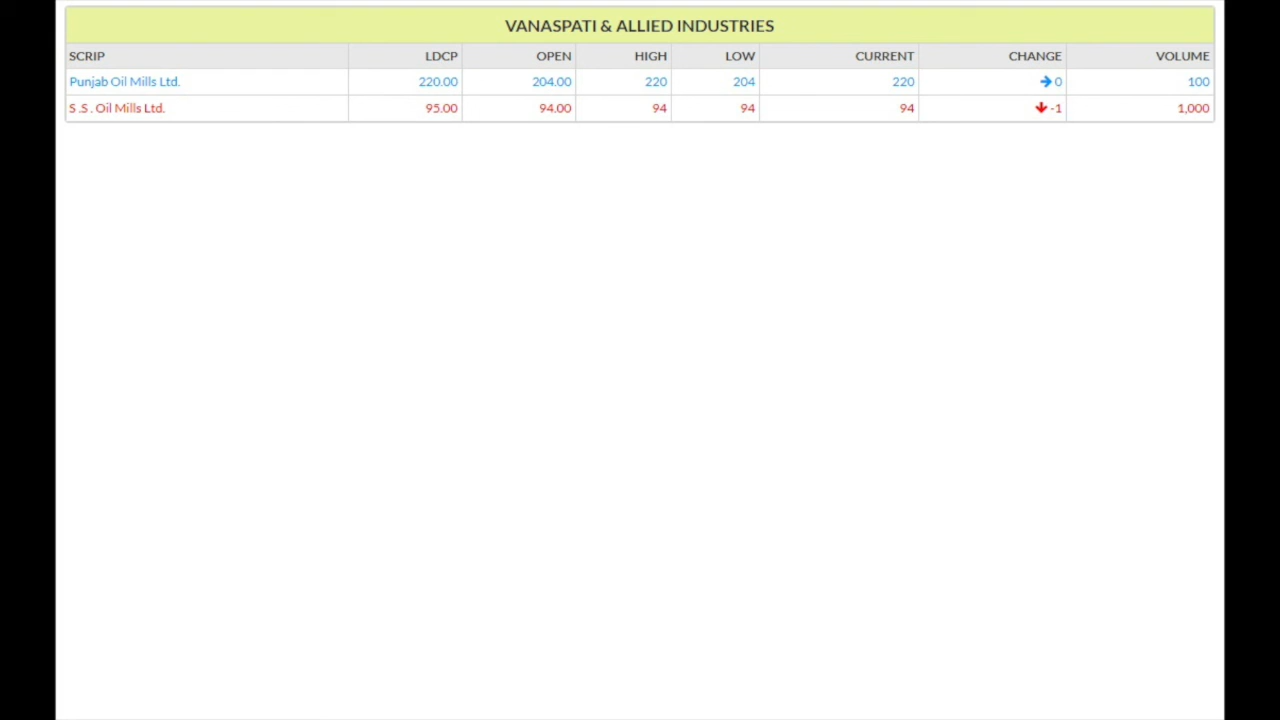 VANASPATI & ALLIED INDUSTRIES
SCRIP LDCP OPEN HIGH LOW CURRENT CHANGE VOLUME
Punjab Oil Mills Ltd. 220.00 204.00 220 204 220 0 100
S .S . Oil Mills Ltd. 95.00 94.00 94 94 94 -1 1,000